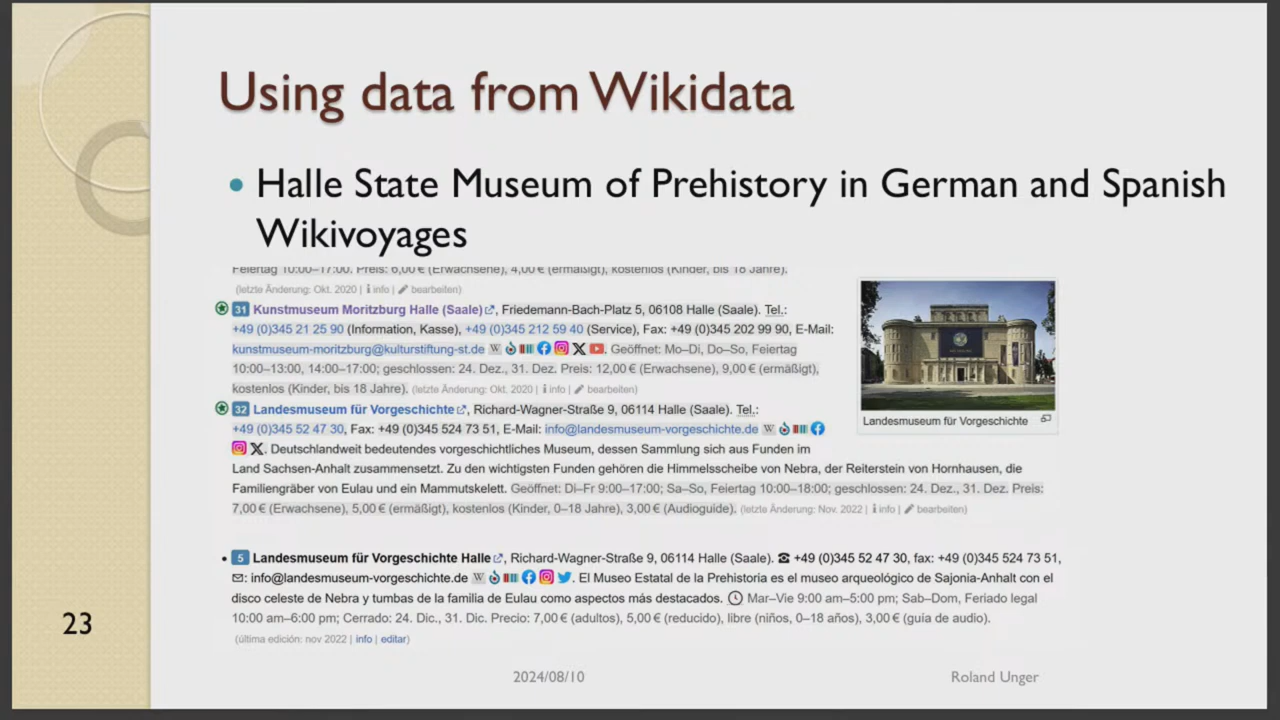 Using data from Wikidata
• Halle State Museum of Prehistory in German and Spanish
Wikivoyages
Feiertag 10:00–17:00. Preis: 6,00 € (Erwachsene), 4,00 € (ermäßigt), kostenlos (Kinder, bis 18 Jahre).
(letzte Änderung: Okt. 2020 | info | bearbeiten)
31 Kunstmuseum Moritzburg Halle (Saale), Friedemann-Bach-Platz 5, 06108 Halle (Saale). Tel.:
+49 (0)345 21 25 90 (Information, Kasse), +49 (0)345 212 59 40 (Service), Fax: +49 (0)345 202 99 90, E-Mail:
kunstmuseum-moritzburg@kulturstiftung-st.de W X. Geöffnet: Mo–Di, Do–So, Feiertag
10:00–13:00, 14:00–17:00; geschlossen: 24. Dez., 31. Dez. Preis: 12,00 € (Erwachsene), 9,00 € (ermäßigt),
kostenlos (Kinder, bis 18 Jahre). (letzte Änderung: Okt. 2020 | info | bearbeiten)
32 Landesmuseum für Vorgeschichte, Richard-Wagner-Straße 9, 06114 Halle (Saale). Tel.:
+49 (0)345 52 47 30, Fax: +49 (0)345 524 73 51, E-Mail: info@landesmuseum-vorgeschichte.de W
X. Deutschlandweit bedeutendes vorgeschichtliches Museum, dessen Sammlung sich aus Funden im
Land Sachsen-Anhalt zusammensetzt. Zu den wichtigsten Funden gehören die Himmelsscheibe von Nebra, der Reiterstein von Hornhausen, die
Familiengräber von Eulau und ein Mammutskelett. Geöffnet: Di–Fr 9:00–17:00; Sa–So, Feiertag 10:00–18:00; geschlossen: 24. Dez., 31. Dez. Preis:
7,00 € (Erwachsene), 5,00 € (ermäßigt), kostenlos (Kinder, 0–18 Jahre), 3,00 € (Audioguide). (letzte Änderung: Nov. 2022 | info | bearbeiten)
Landesmuseum für Vorgeschichte
• 5 Landesmuseum für Vorgeschichte Halle, Richard-Wagner-Straße 9, 06114 Halle (Saale). ☎ +49 (0)345 52 47 30, fax: +49 (0)345 524 73 51,
✉: info@landesmuseum-vorgeschichte.de W. El Museo Estatal de la Prehistoria es el museo arqueológico de Sajonia-Anhalt con el
disco celeste de Nebra y tumbas de la familia de Eulau como aspectos más destacados. Mar–Vie 9:00 am–5:00 pm; Sab–Dom, Feriado legal
10:00 am–6:00 pm; Cerrado: 24. Dic., 31. Dic. Precio: 7,00 € (adultos), 5,00 € (reducido), libre (niños, 0–18 años), 3,00 € (guia de audio).
(última edición: nov 2022 | info | editar)
23
2024/08/10
Roland Unger